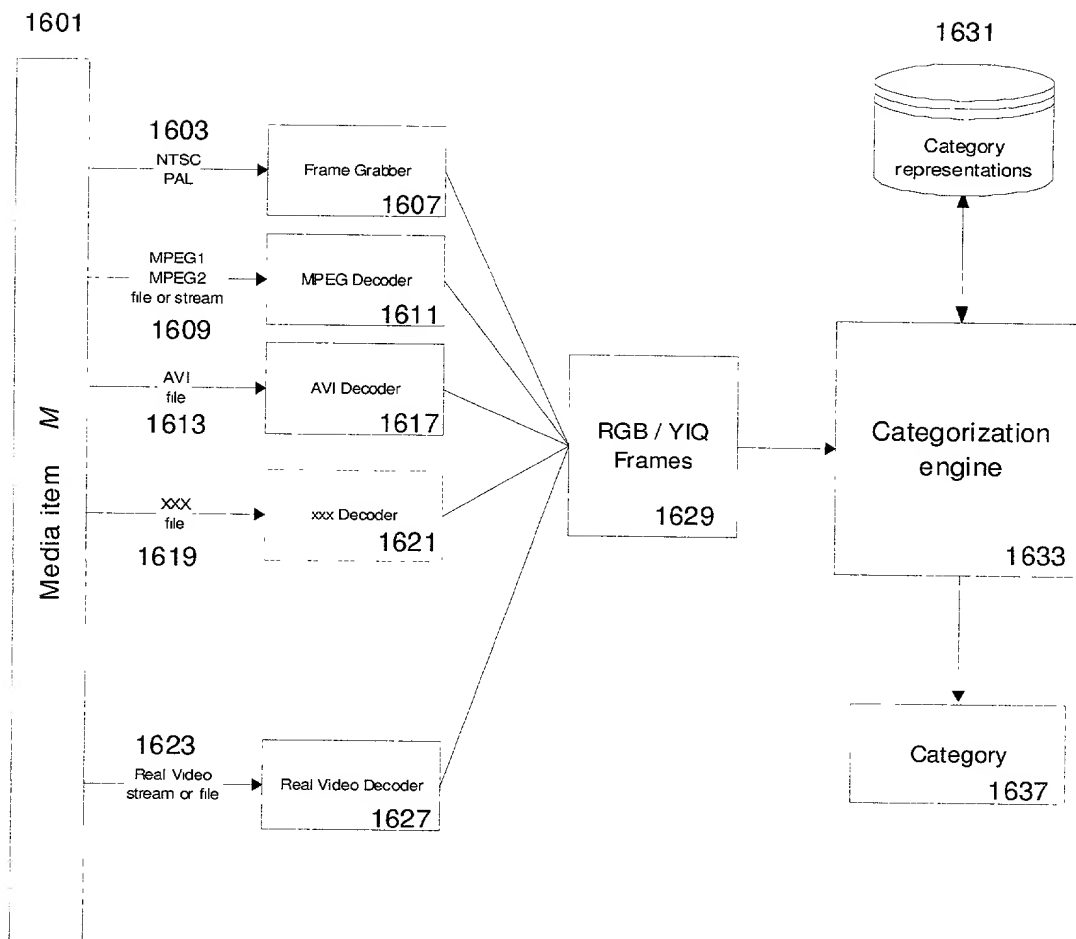 1601
1631
Category
representations
1603
NTSC
PAL
Frame Grabber
1607
MPEG1
MPEG2
file or stream
1609
MPEG Decoder
1611
AVI
file
1613
AVI Decoder
1617
Media item M
XXX
file
1619
xxx Decoder
1621
RGB / YIQ
Frames
1629
Categorization
engine
1633
1623
Real Video
stream or file
Real Video Decoder
1627
Category
1637